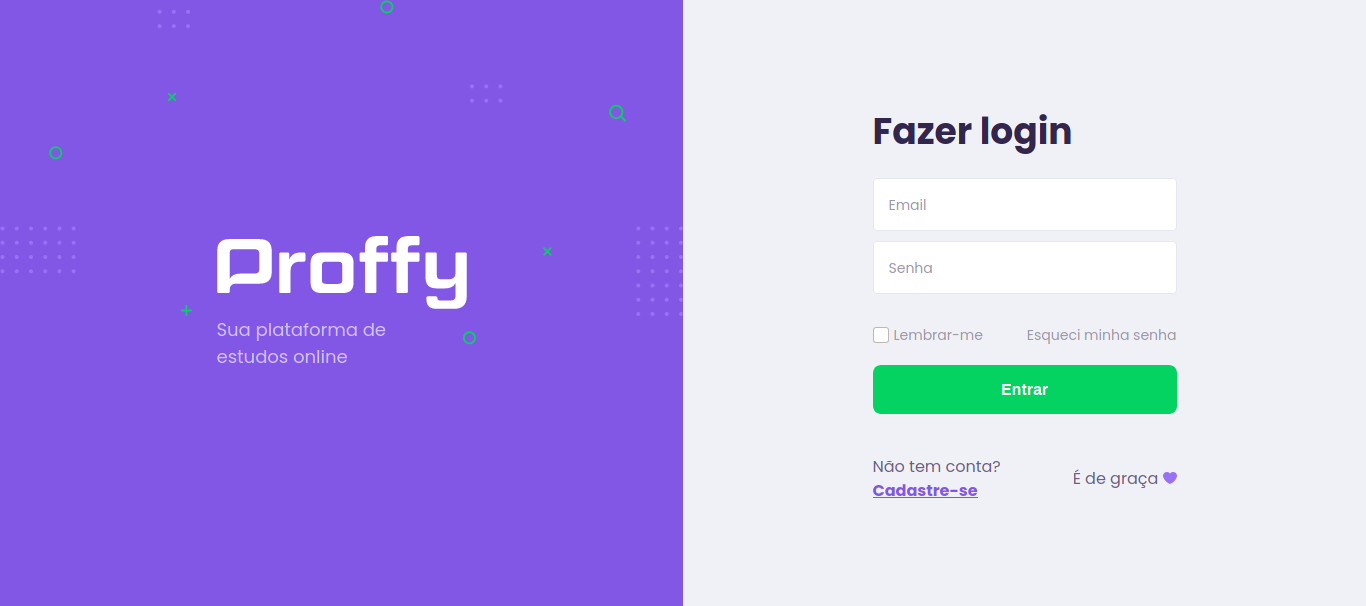 Proffy
Sua plataforma de
estudos online
Fazer login
Email
Senha
Lembrar-me
Esqueci minha senha
Entrar
Não tem conta?
Cadastre-se
É de graça